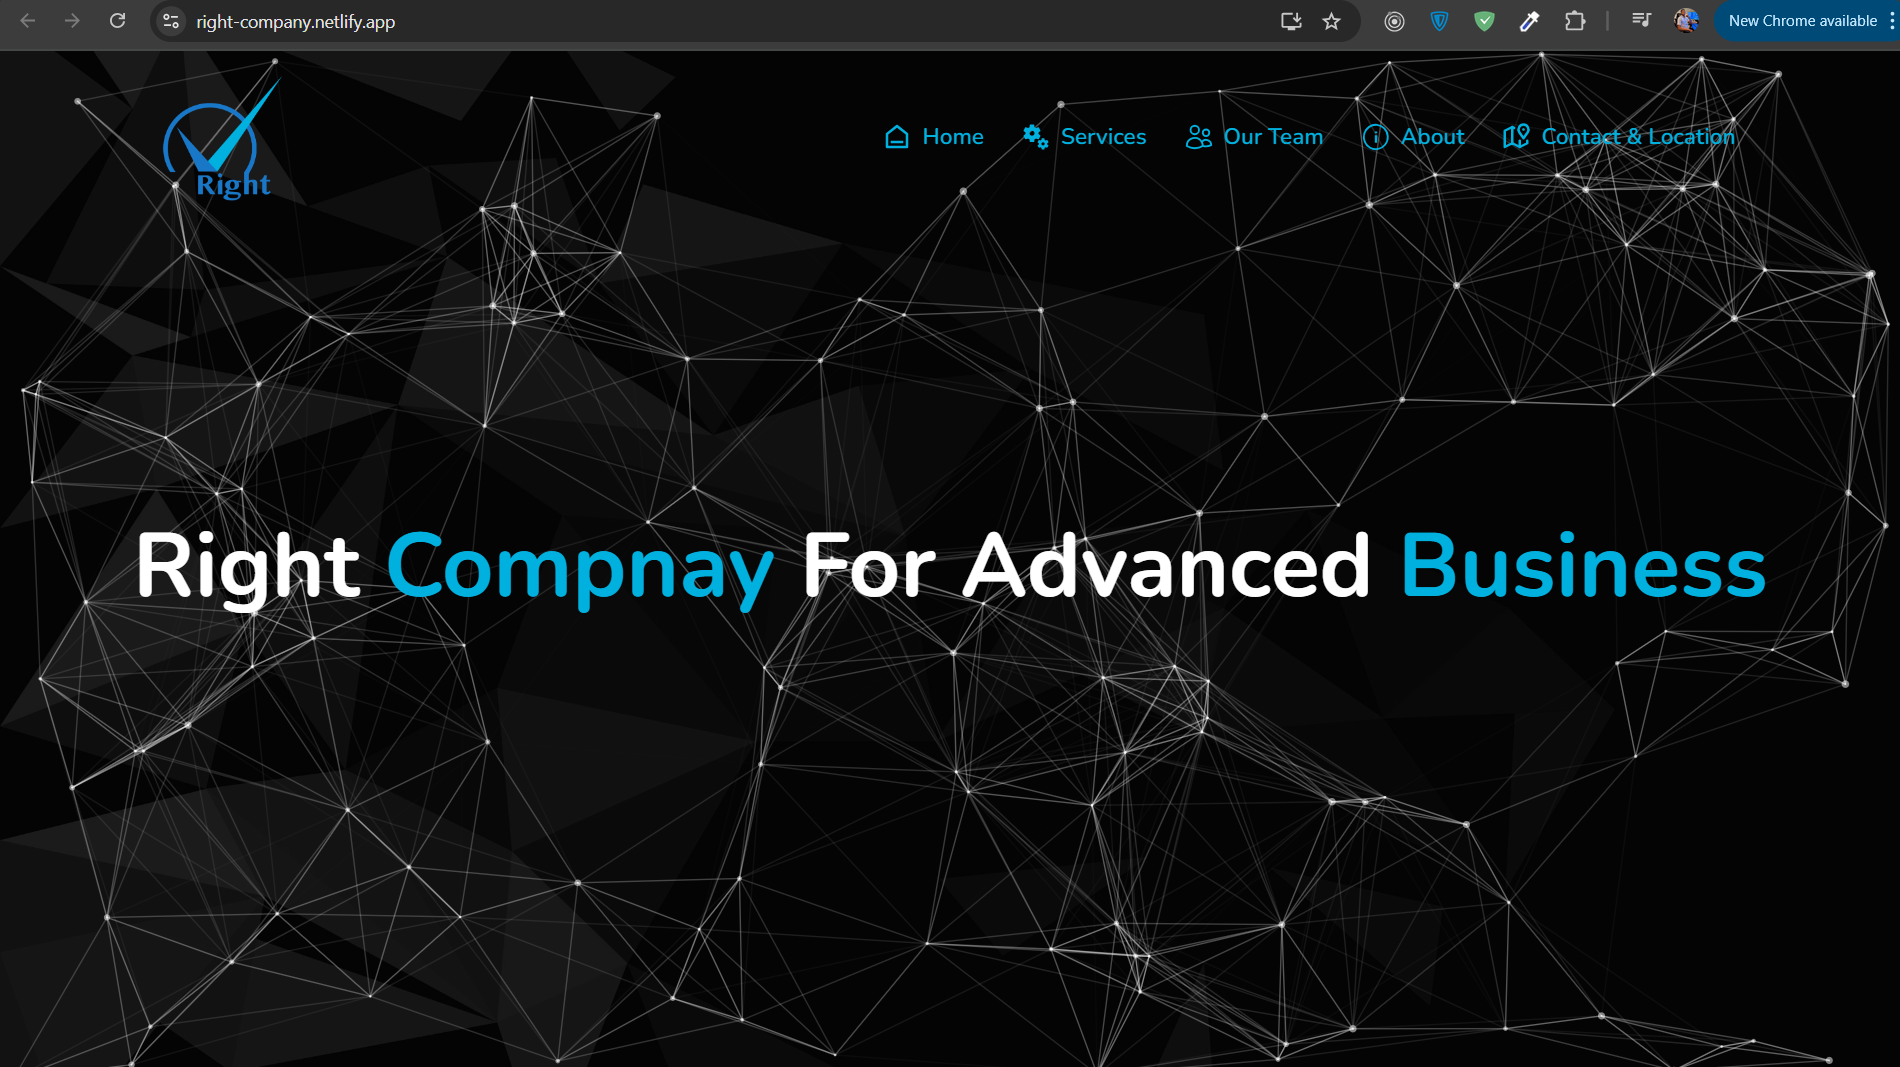 right-company.netlify.app
New Chrome available
Right
Home
Services
Our Team
About
Contact & Location
Right Compnay For Advanced Business